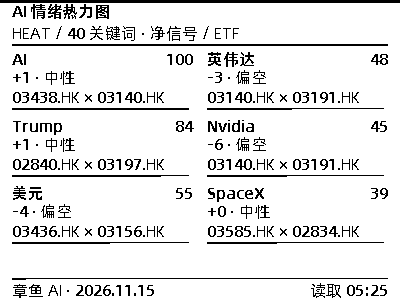 AI 情绪热力图
HEAT / 40 关键词 · 净信号 / ETF
AI 100
+1 · 中性
03438.HK × 03140.HK
英伟达 48
-3 · 偏空
03140.HK × 03191.HK
Trump 84
+1 · 中性
02840.HK × 03197.HK
Nvidia 45
-6 · 偏空
03140.HK × 03191.HK
美元 55
-4 · 偏空
03436.HK × 03156.HK
SpaceX 39
+0 · 中性
03585.HK × 02834.HK
章鱼 AI · 2026.11.15
读取 05:25